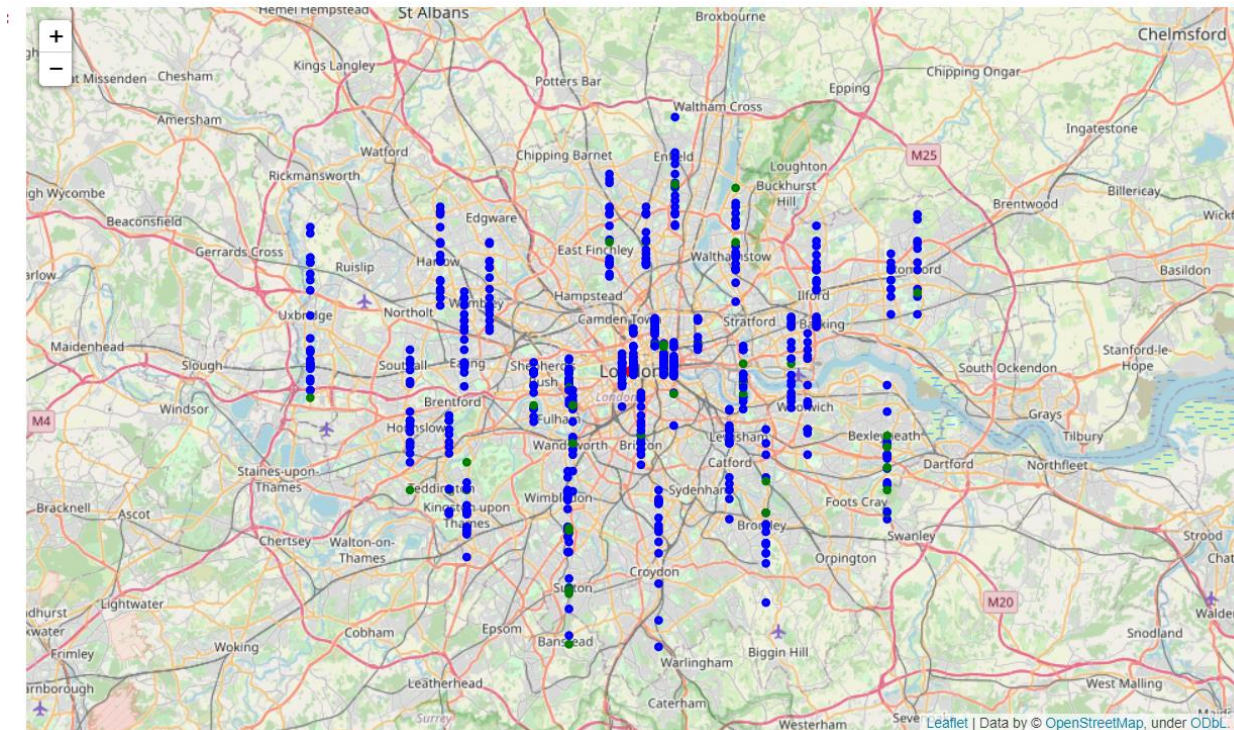 Hemel Hempstead
St Albans
Broxbourne
Chelmsford
+
−
Missenden
Chesham
Kings Langley
Potters Bar
Chipping Ongar
Epping
Amersham
Waltham Cross
Ingatestone
Watford
Chipping Barnet
Enfield
M25
Rickmansworth
Loughton
Buckhurst
Hill
Billericay
Wycombe
Brentwood
Beaconsfield
Edgware
Gerrards Cross
East Finchley
Walthamstow
Ruislip
Harrow
Romford
Basildon
Hampstead
Ilford
Wembley
Uxbridge
Northolt
Camden Town
Stratford
Barking
Maidenhead
Slough
Southall
Ealing
Shepherd's
Bush
London
South Ockendon
Stanford-le-
Hope
M4
Windsor
Brentford
Fulham
London
Woolwich
Grays
Hounslow
Wandsworth
Brixton
Lewisham
Bexleyheath
Tilbury
Staines-upon-
Thames
Catford
Dartford
Northfleet
Teddington
Sydenham
Bracknell
Ascot
Kingston upon
Thames
Wimbledon
Foots Cray
Chertsey
Walton-on-
Thames
Bromley
Swanley
Strood
Orpington
Croydon
Lightwater
Sutton
M20
Cobham
Epsom
Woking
Banstead
Biggin Hill
Snodland
Frimley
Warlingham
Leatherhead
West Malling
Caterham
Surrey
Westerham
Leaflet | Data by © OpenStreetMap, under ODbL.